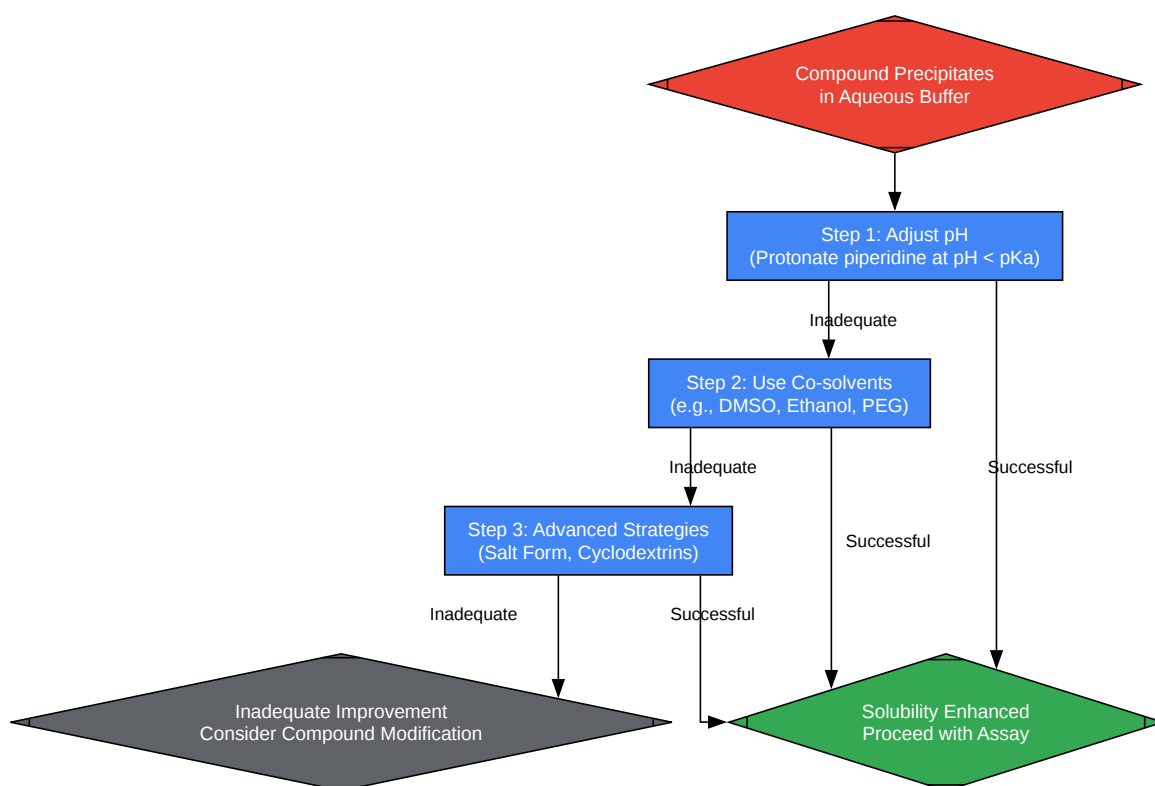 Compound Precipitates
in Aqueous Buffer
Step 1: Adjust pH
(Protonate piperidine at pH < pKa)
Inadequate
Step 2: Use Co-solvents
(e.g., DMSO, Ethanol, PEG)
Inadequate
Successful
Step 3: Advanced Strategies
(Salt Form, Cyclodextrins)
Successful
Inadequate
Successful
Inadequate Improvement
Consider Compound Modification
Solubility Enhanced
Proceed with Assay